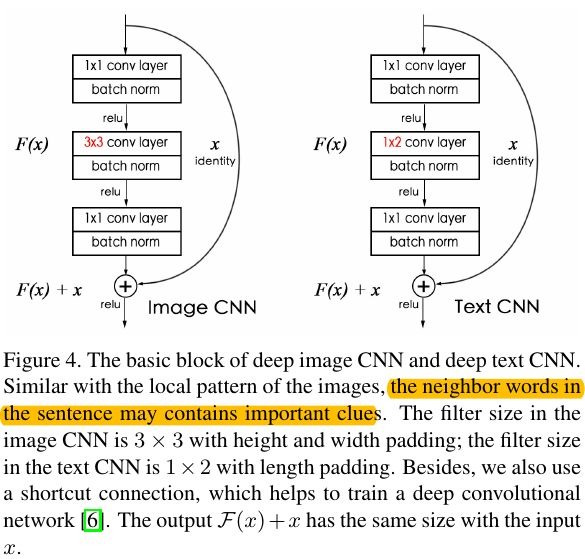 1x1 conv layer
batch norm
relu
F(x)
3x3 conv layer
batch norm
x
identity
relu
1x1 conv layer
batch norm
F(x) + x
relu
Image CNN
1x1 conv layer
batch norm
relu
F(x)
1x2 conv layer
batch norm
x
identity
relu
1x1 conv layer
batch norm
F(x) + x
relu
Text CNN
Figure 4. The basic block of deep image CNN and deep text CNN.
Similar with the local pattern of the images, the neighbor words in
the sentence may contains important clues. The filter size in the
image CNN is 3 × 3 with height and width padding; the filter size
in the text CNN is 1 × 2 with length padding. Besides, we also use
a shortcut connection, which helps to train a deep convolutional
network [6]. The output F(x)+x has the same size with the input
x.